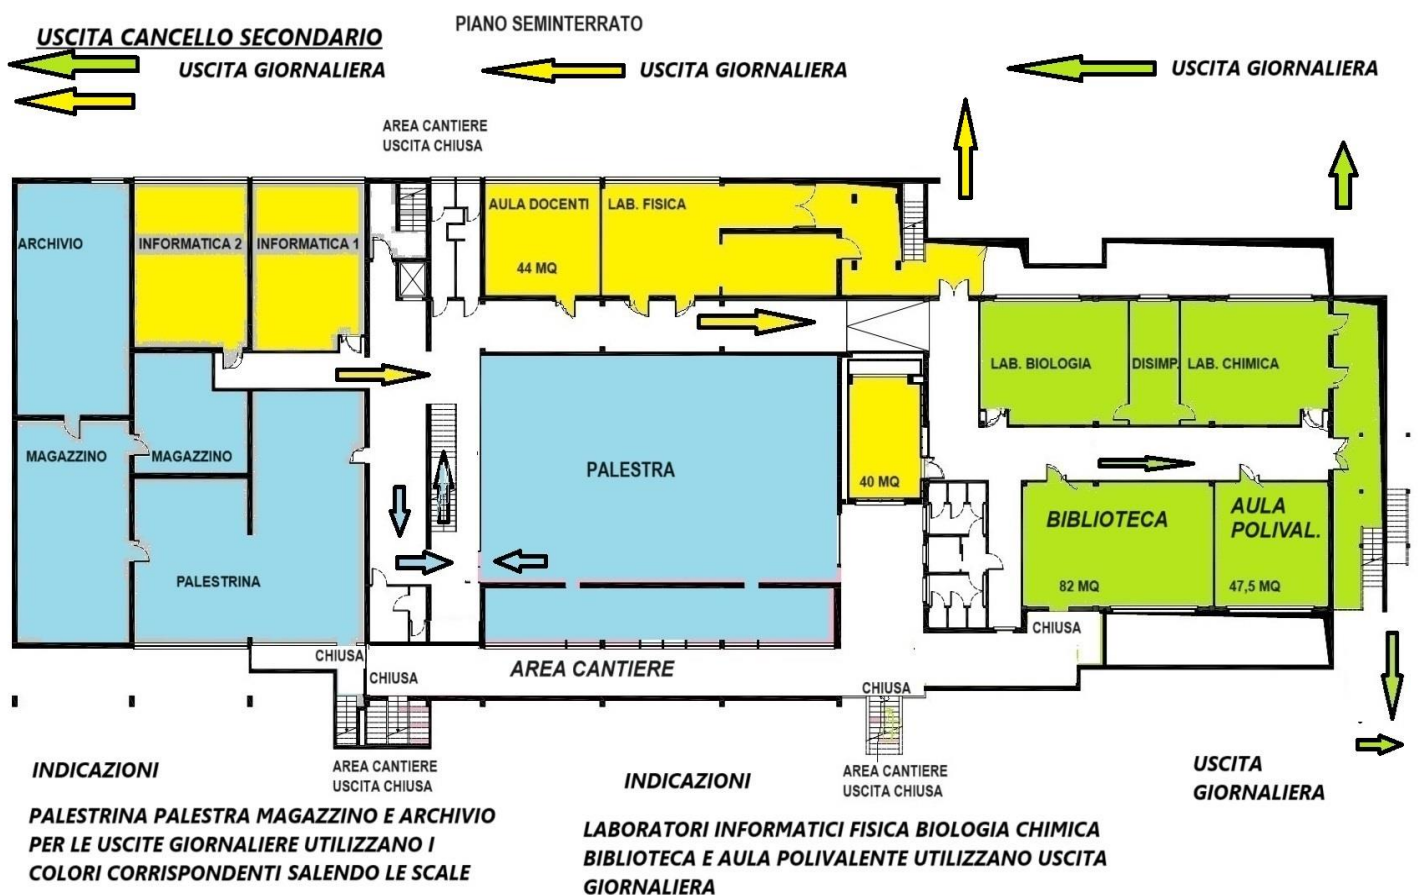 PIANO SEMINTERRATO
USCITA CANCELLO SECONDARIO
USCITA GIORNALIERA
USCITA GIORNALIERA
USCITA GIORNALIERA
AREA CANTIERE
USCITA CHIUSA
ARCHIVIO
INFORMATICA 2
INFORMATICA 1
AULA DOCENTI
44 MQ
LAB. FISICA
LAB. BIOLOGIA
DISIMP.
LAB. CHIMICA
MAGAZZINO
MAGAZZINO
PALESTRINA
PALESTRA
40 MQ
BIBLIOTECA
82 MQ
AULA
POLIVAL.
47,5 MQ
CHIUSA
CHIUSA
AREA CANTIERE
CHIUSA
CHIUSA
AREA CANTIERE
USCITA CHIUSA
AREA CANTIERE
USCITA CHIUSA
USCITA
GIORNALIERA
INDICAZIONI
PALESTRINA PALESTRA MAGAZZINO E ARCHIVIO
PER LE USCITE GIORNALIERE UTILIZZANO I
COLORI CORRISPONDENTI SALENDO LE SCALE
INDICAZIONI
LABORATORI INFORMATICI FISICA BIOLOGIA CHIMICA
BIBLIOTECA E AULA POLIVALENTE UTILIZZANO USCITA
GIORNALIERA